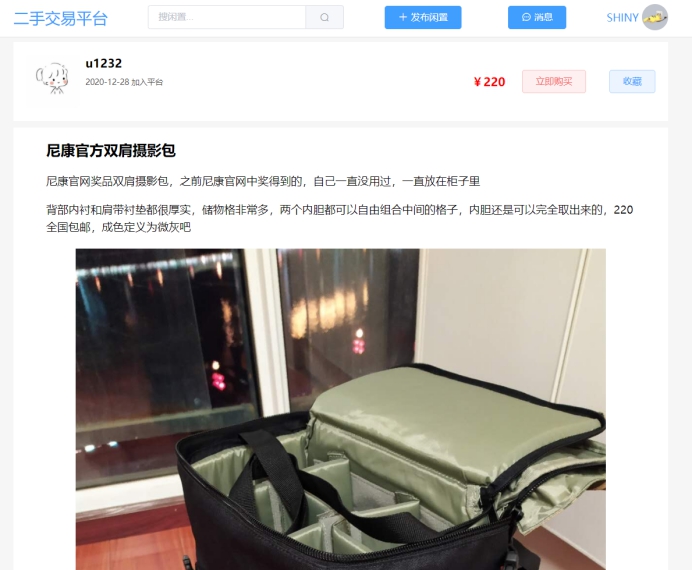 二手交易平台
搜闲置...
+ 发布闲置
消息
SHINY
u1232
2020-12-28 加入平台
￥220
立即购买
收藏
尼康官方双肩摄影包
尼康官网奖品双肩摄影包，之前尼康官网中奖得到的，自己一直没用过，一直放在柜子里
背部内衬和肩带衬垫都很厚实，储物格非常多，两个内胆都可以自由组合中间的格子，内胆还是可以完全取出来的，220
全国包邮，成色定义为微灰吧